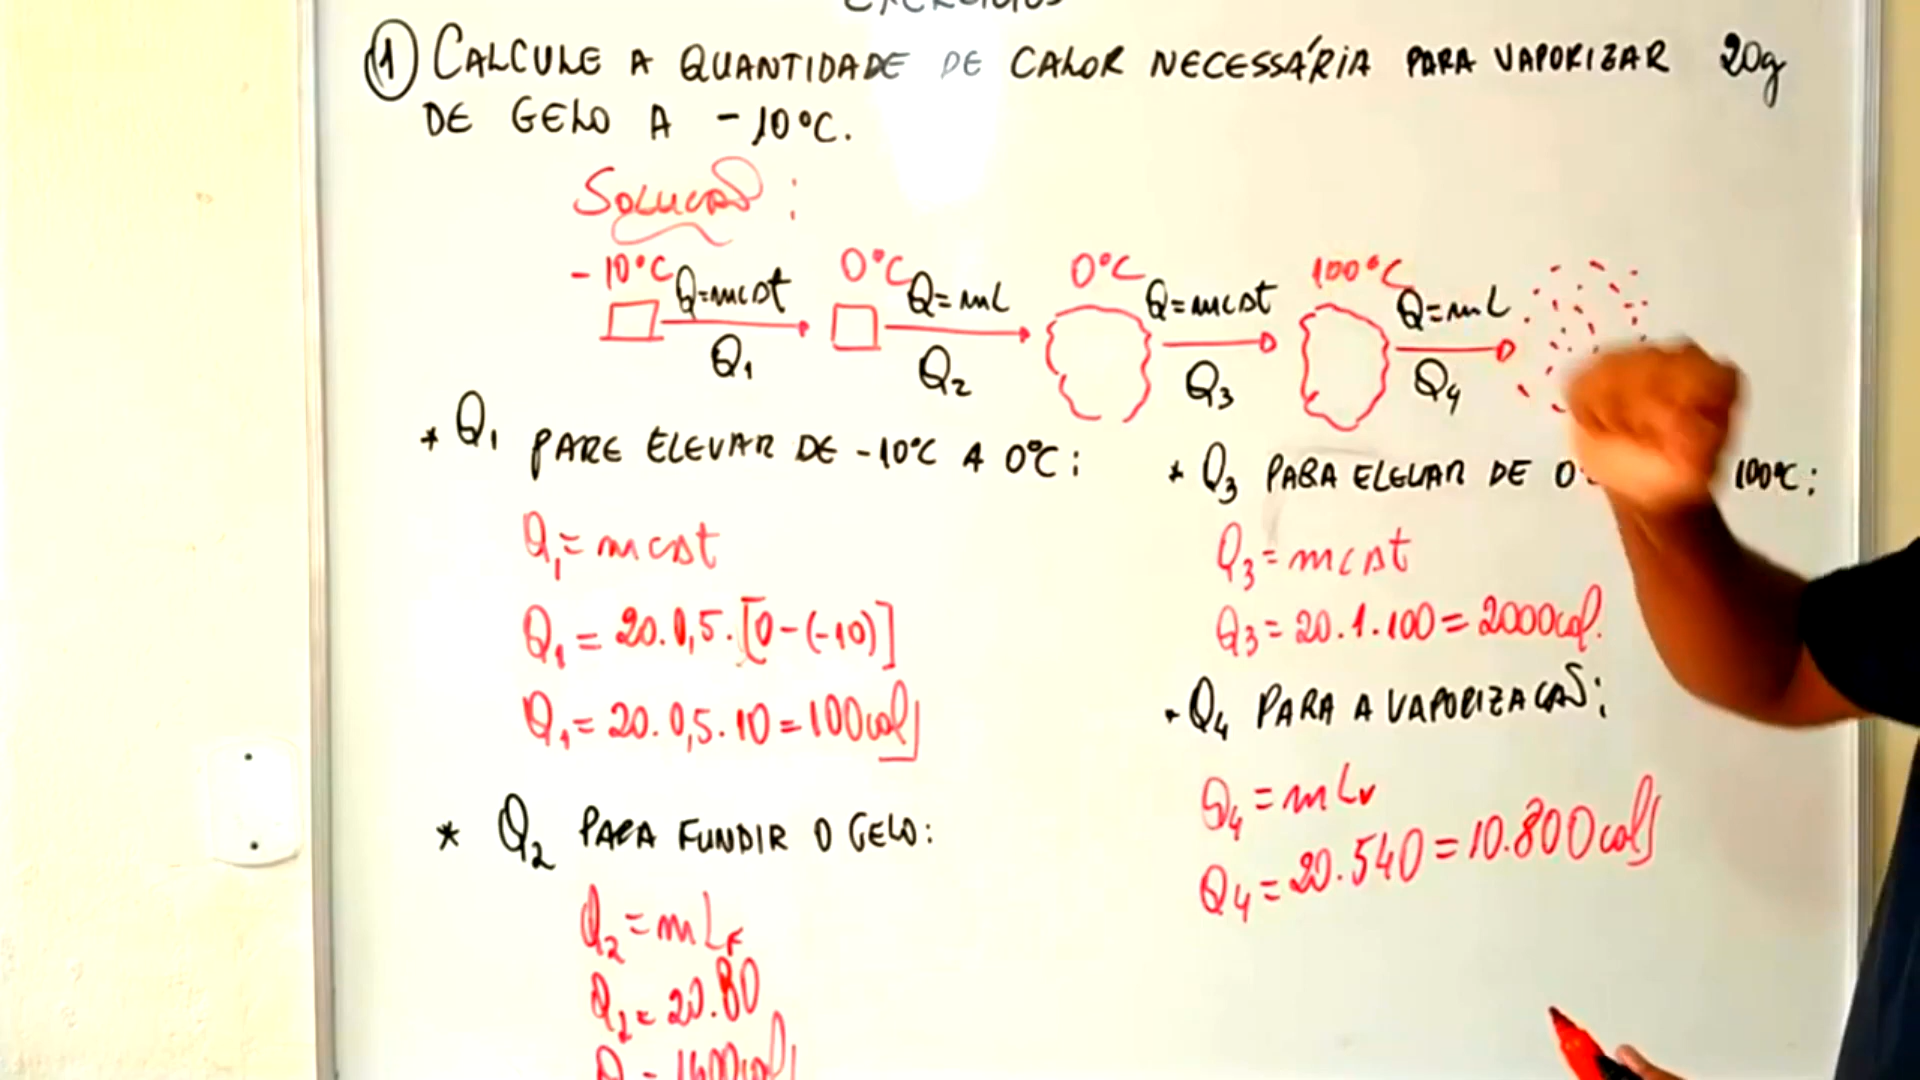 EXERCÍCIOS
1 CALCULE A QUANTIDADE DE CALOR NECESSÁRIA PARA VAPORIZAR 20g
DE GELO A -10°C.
SOLUÇÃO:
-10°C Q=mcΔt 0°C Q=mL 0°C Q=mcΔt 100°C Q=mL
Q1 Q2 Q3 Q4
* Q1 PARE ELEVAR DE -10°C A 0°C:
Q1 = mcΔt
Q1 = 20.0,5.[0-(-10)]
Q1 = 20.0,5.10 = 100cal
* Q2 PARA FUNDIR O GELO:
Q2 = mLF
Q2 = 20.80
1600cal
* Q3 PARA ELEVAR DE 0 100°C:
Q3 = mcΔt
Q3 = 20.1.100 = 2000cal.
* Q4 PARA A VAPORIZAÇÃO:
Q4 = mLv
Q4 = 20.540 = 10.800cal